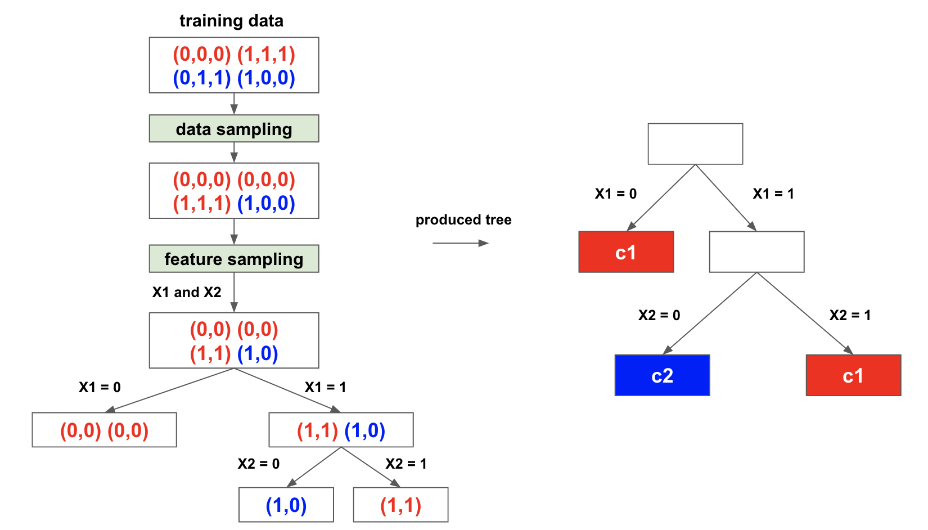 training data
(0,0,0) (1,1,1)
(0,1,1) (1,0,0)
data sampling
(0,0,0) (0,0,0)
(1,1,1) (1,0,0)
feature sampling
X1 and X2
(0,0) (0,0)
(1,1) (1,0)
X1 = 0
X1 = 1
(0,0) (0,0)
(1,1) (1,0)
X2 = 0
X2 = 1
(1,0)
(1,1)
produced tree
X1 = 0
X1 = 1
c1
X2 = 0
X2 = 1
c2
c1